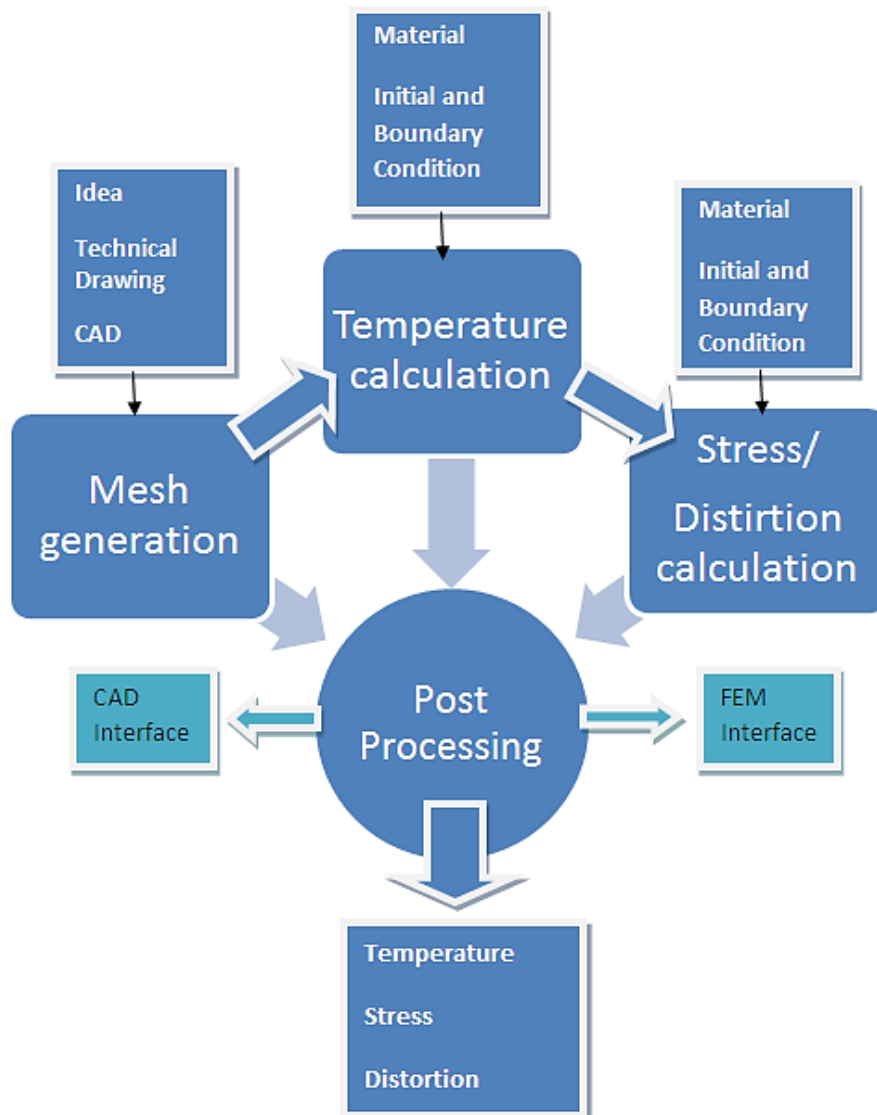 Material
Initial and
Boundary
Condition
Idea
Technical
Drawing
CAD
Material
Initial and
Boundary
Condition
Temperature
calculation
Mesh
generation
Stress/
Distirtion
calculation
CAD
Interface
Post
Processing
FEM
Interface
Temperature
Stress
Distortion